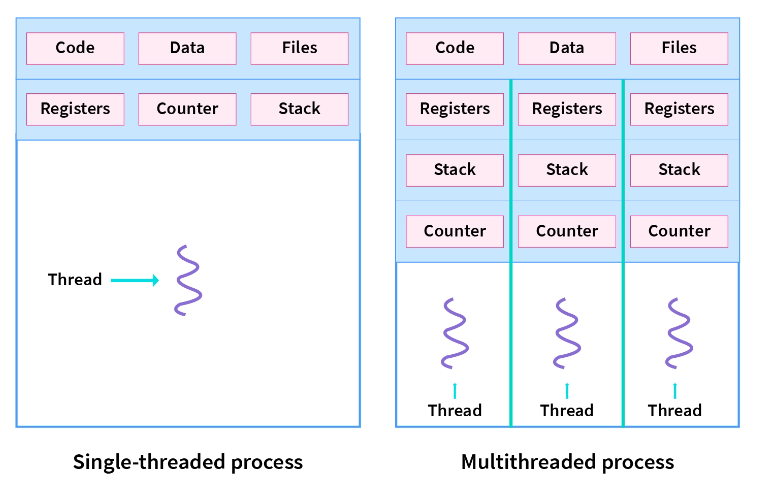 Code Data Files
Registers Counter Stack
Thread
Single-threaded process
Code Data Files
Registers Registers Registers
Stack Stack Stack
Counter Counter Counter
Thread Thread Thread
Multithreaded process